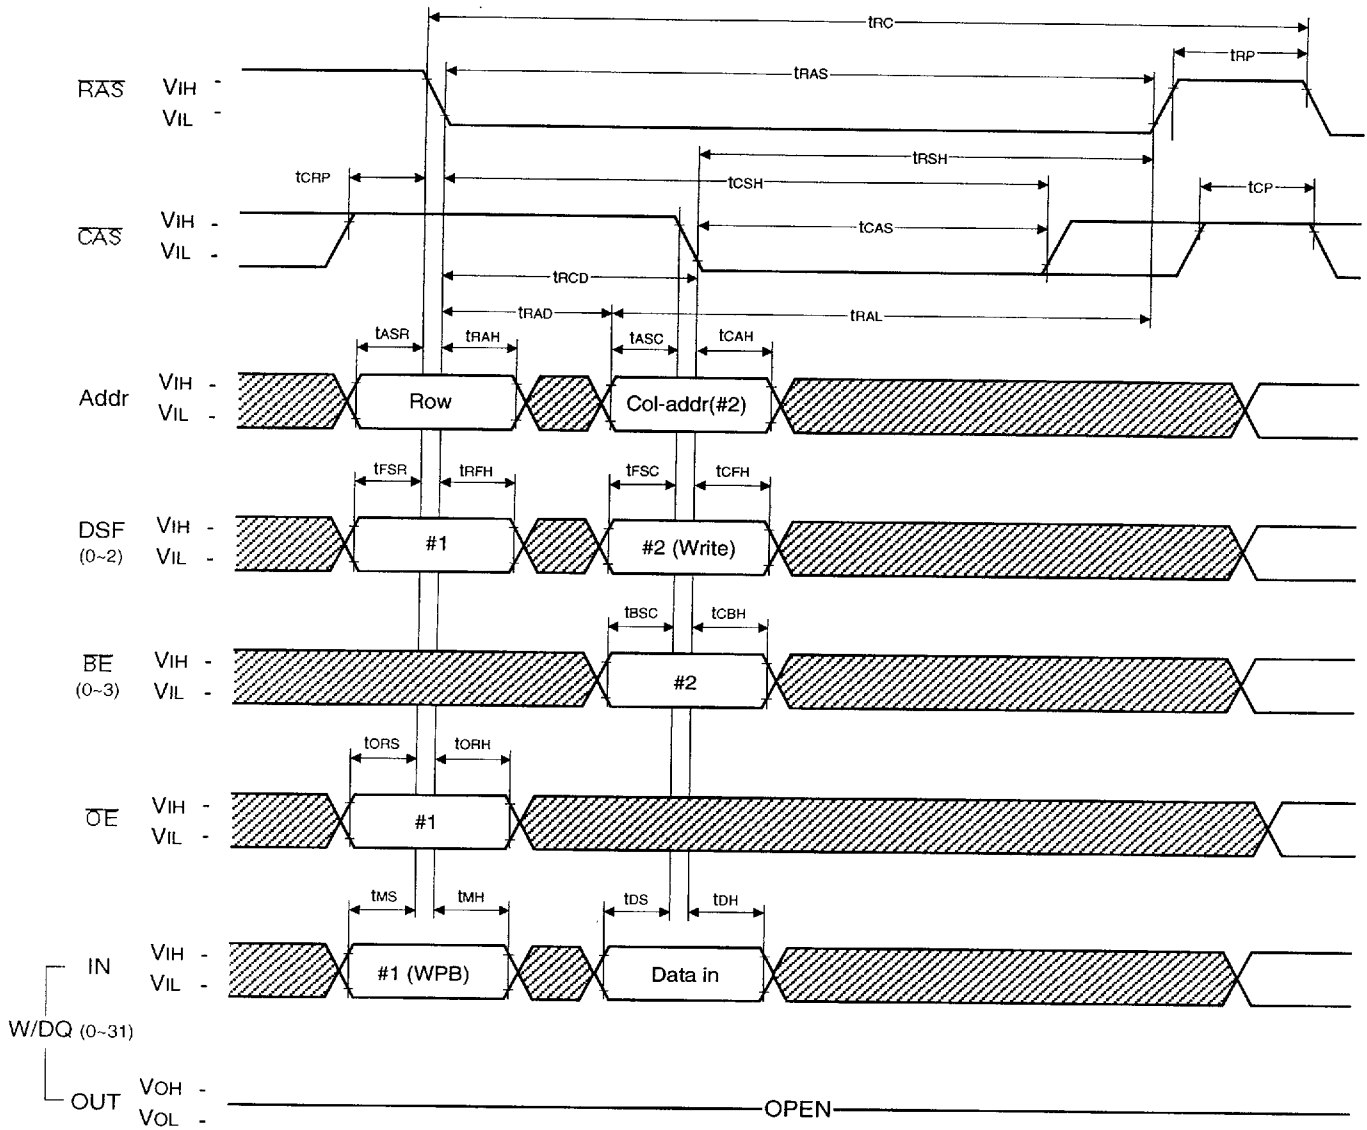 tRC
tRP
tRAS
RAS VIH -
VIL -
tRSH
tCRP tCSH tCP
CAS VIH -
VIL -
tCAS
tRCD
tRAD tRAL
tASR tRAH tASC tCAH
Addr VIH -
VIL -
Row Col-addr(#2)
tFSR tRFH tFSC tCFH
DSF VIH -
(0~2) VIL -
#1 #2 (Write)
tBSC tCBH
BE VIH -
(0~3) VIL -
#2
tORS tORH
OE VIH -
VIL -
#1
tMS tMH tDS tDH
IN VIH -
VIL -
#1 (WPB) Data in
W/DQ (0~31)
OUT VOH -
VOL -
OPEN